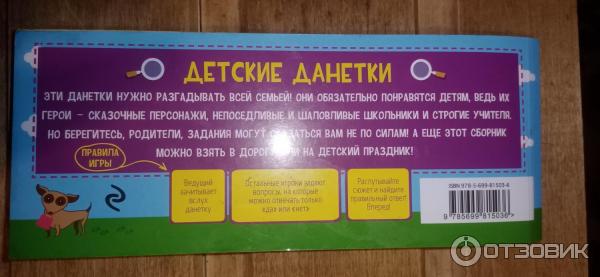 ДЕТСКИЕ ДАНЕТКИ
ЭТИ ДАНЕТКИ НУЖНО РАЗГАДЫВАТЬ ВСЕЙ СЕМЬЕЙ! ОНИ ОБЯЗАТЕЛЬНО ПОНРАВЯТСЯ ДЕТЯМ, ВЕДЬ ИХ
ГЕРОИ – СКАЗОЧНЫЕ ПЕРСОНАЖИ, НЕПОСЕДЛИВЫЕ И ШАЛОВЛИВЫЕ ШКОЛЬНИКИ И СТРОГИЕ УЧИТЕЛЯ.
НО БЕРЕГИТЕСЬ, РОДИТЕЛИ, ЗАДАНИЯ МОГУТ ОКАЗАТЬСЯ ВАМ НЕ ПО СИЛАМ! А ЕЩЕ ЭТОТ СБОРНИК
МОЖНО ВЗЯТЬ В ДОРОГУ ИЛИ НА ДЕТСКИЙ ПРАЗДНИК!
ПРАВИЛА
ИГРЫ
Ведущий
зачитывает
вслух
данетку
Остальные игроки задают
вопросы, на которые
можно отвечать только
«да» или «нет»
Распутывайте
сюжет и найдите
правильный ответ!
Вперед!
ISBN 978-5-699-81503-6
9 785699 815036 >
ОТЗОВИК